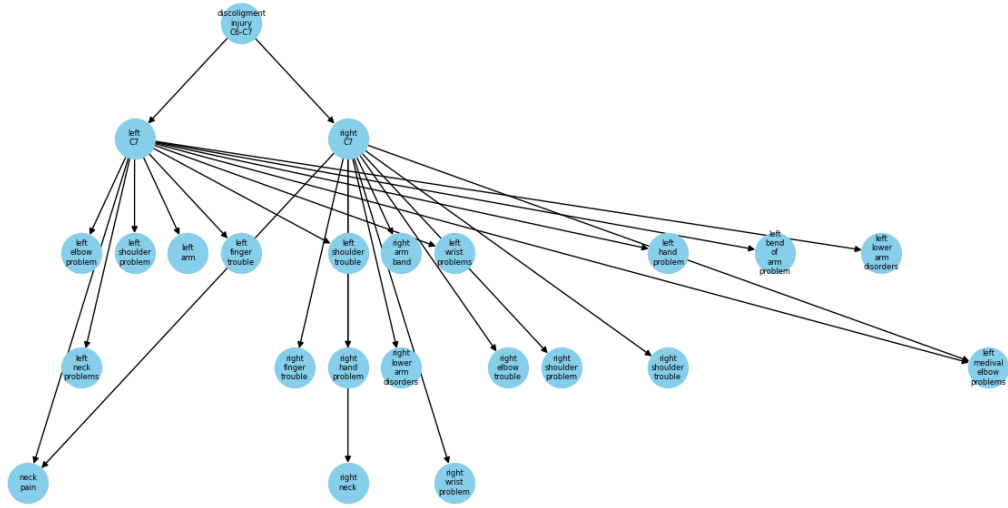 discoligment
injury
C6-C7
left
C7
right
C7
left
elbow
problem
left
shoulder
problem
left
arm
left
finger
trouble
left
shoulder
trouble
right
arm
band
left
wrist
problems
left
hand
problem
left
bend
of
arm
problem
left
lower
arm
disorders
left
neck
problems
right
finger
trouble
right
hand
problem
right
lower
arm
disorders
right
elbow
trouble
right
shoulder
problem
right
shoulder
trouble
left
medival
elbow
problems
neck
pain
right
neck
right
wrist
problem